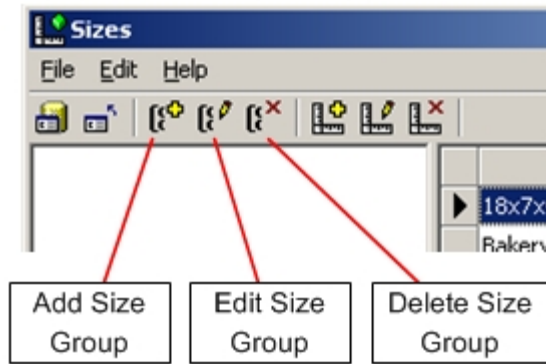 Sizes
File Edit Help
18x7x
Bakery
Add Size
Group
Edit Size
Group
Delete Size
Group